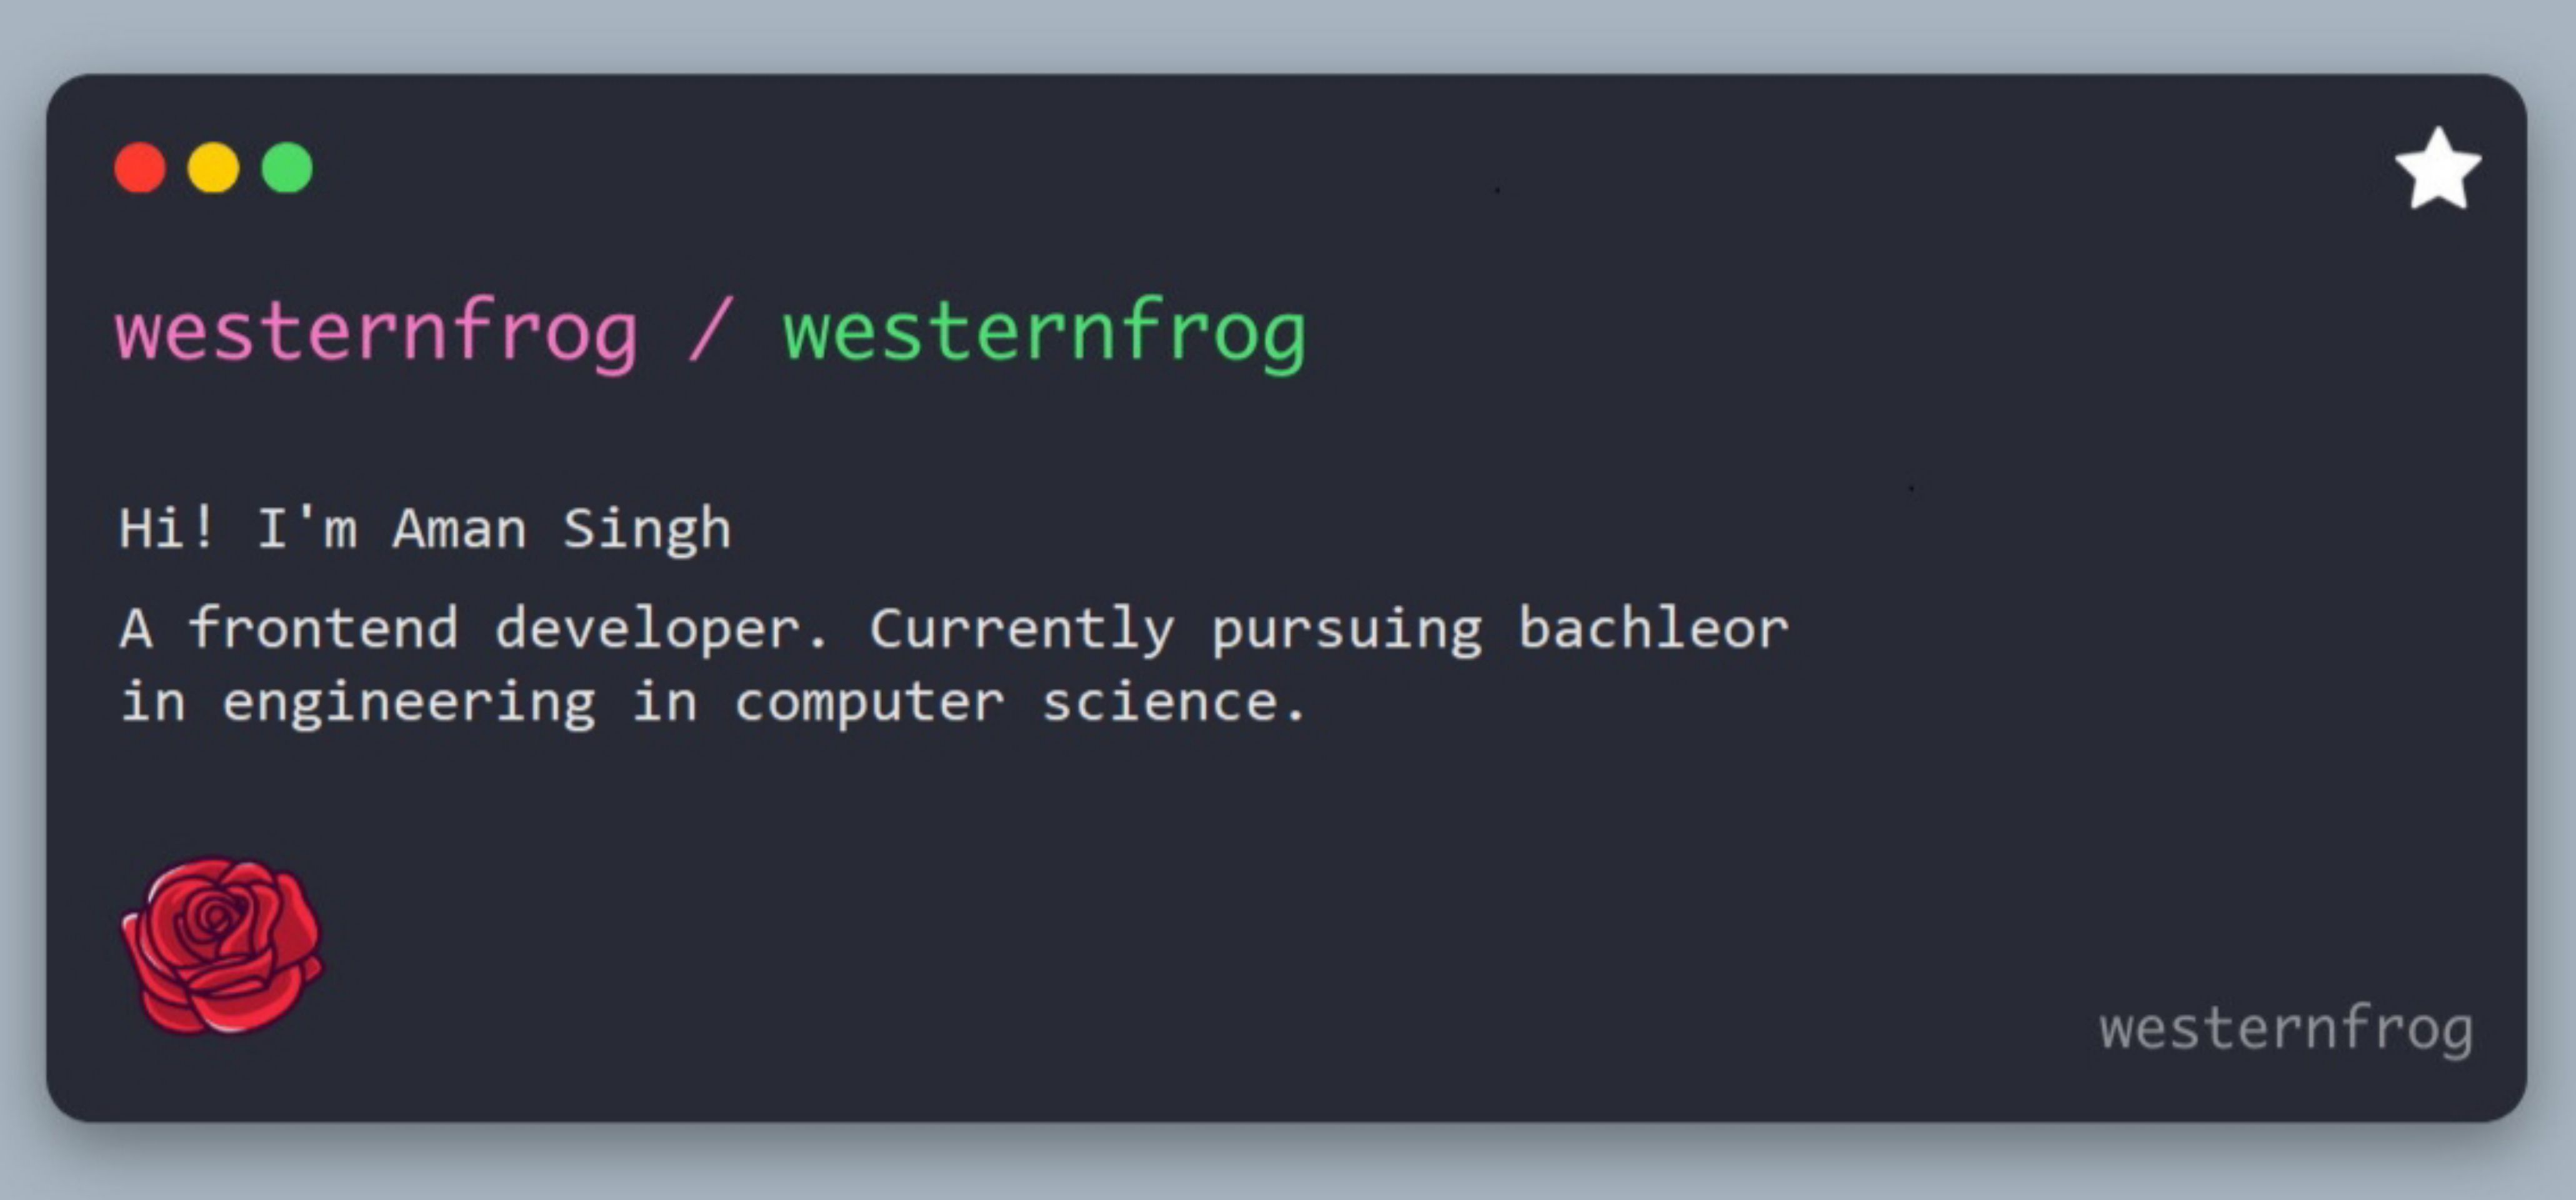 westernfrog / westernfrog
Hi! I'm Aman Singh
A frontend developer. Currently pursuing bachleor
in engineering in computer science.
westernfrog